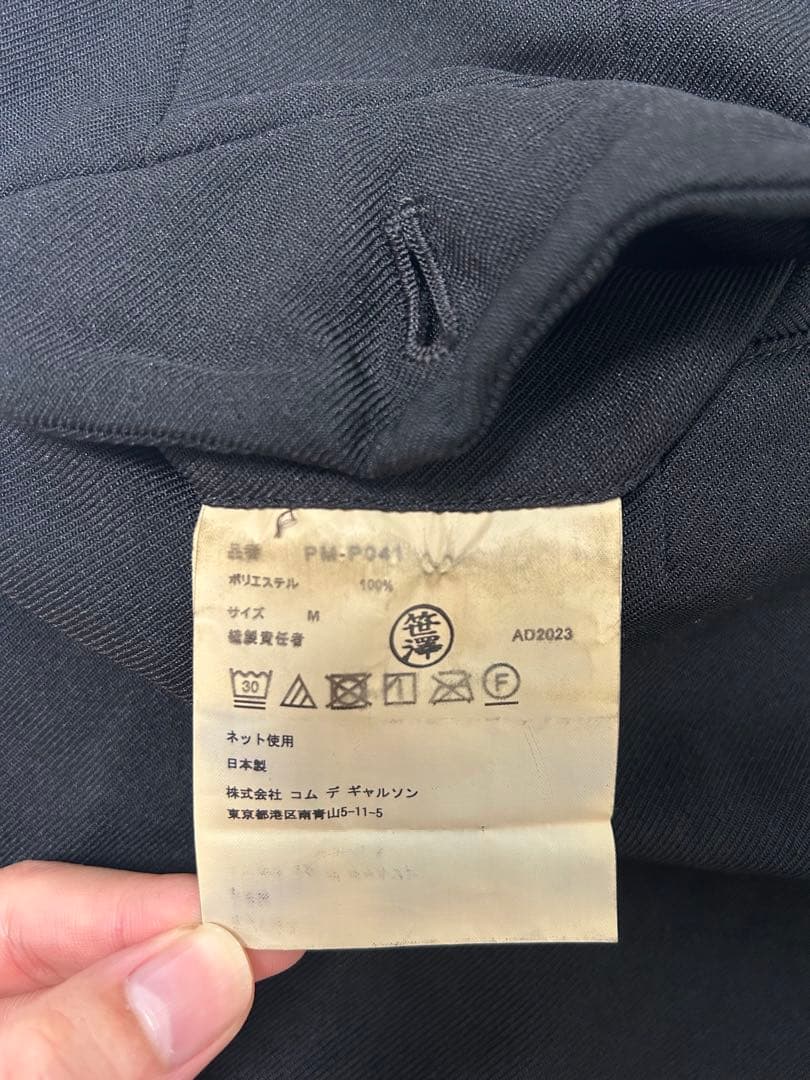 品番 PM-P041
ポリエステル 100%
サイズ M
縫製責任者 笹澤 AD2023
30
F
ネット使用
日本製
株式会社 コム デ ギャルソン
東京都港区南青山5-11-5